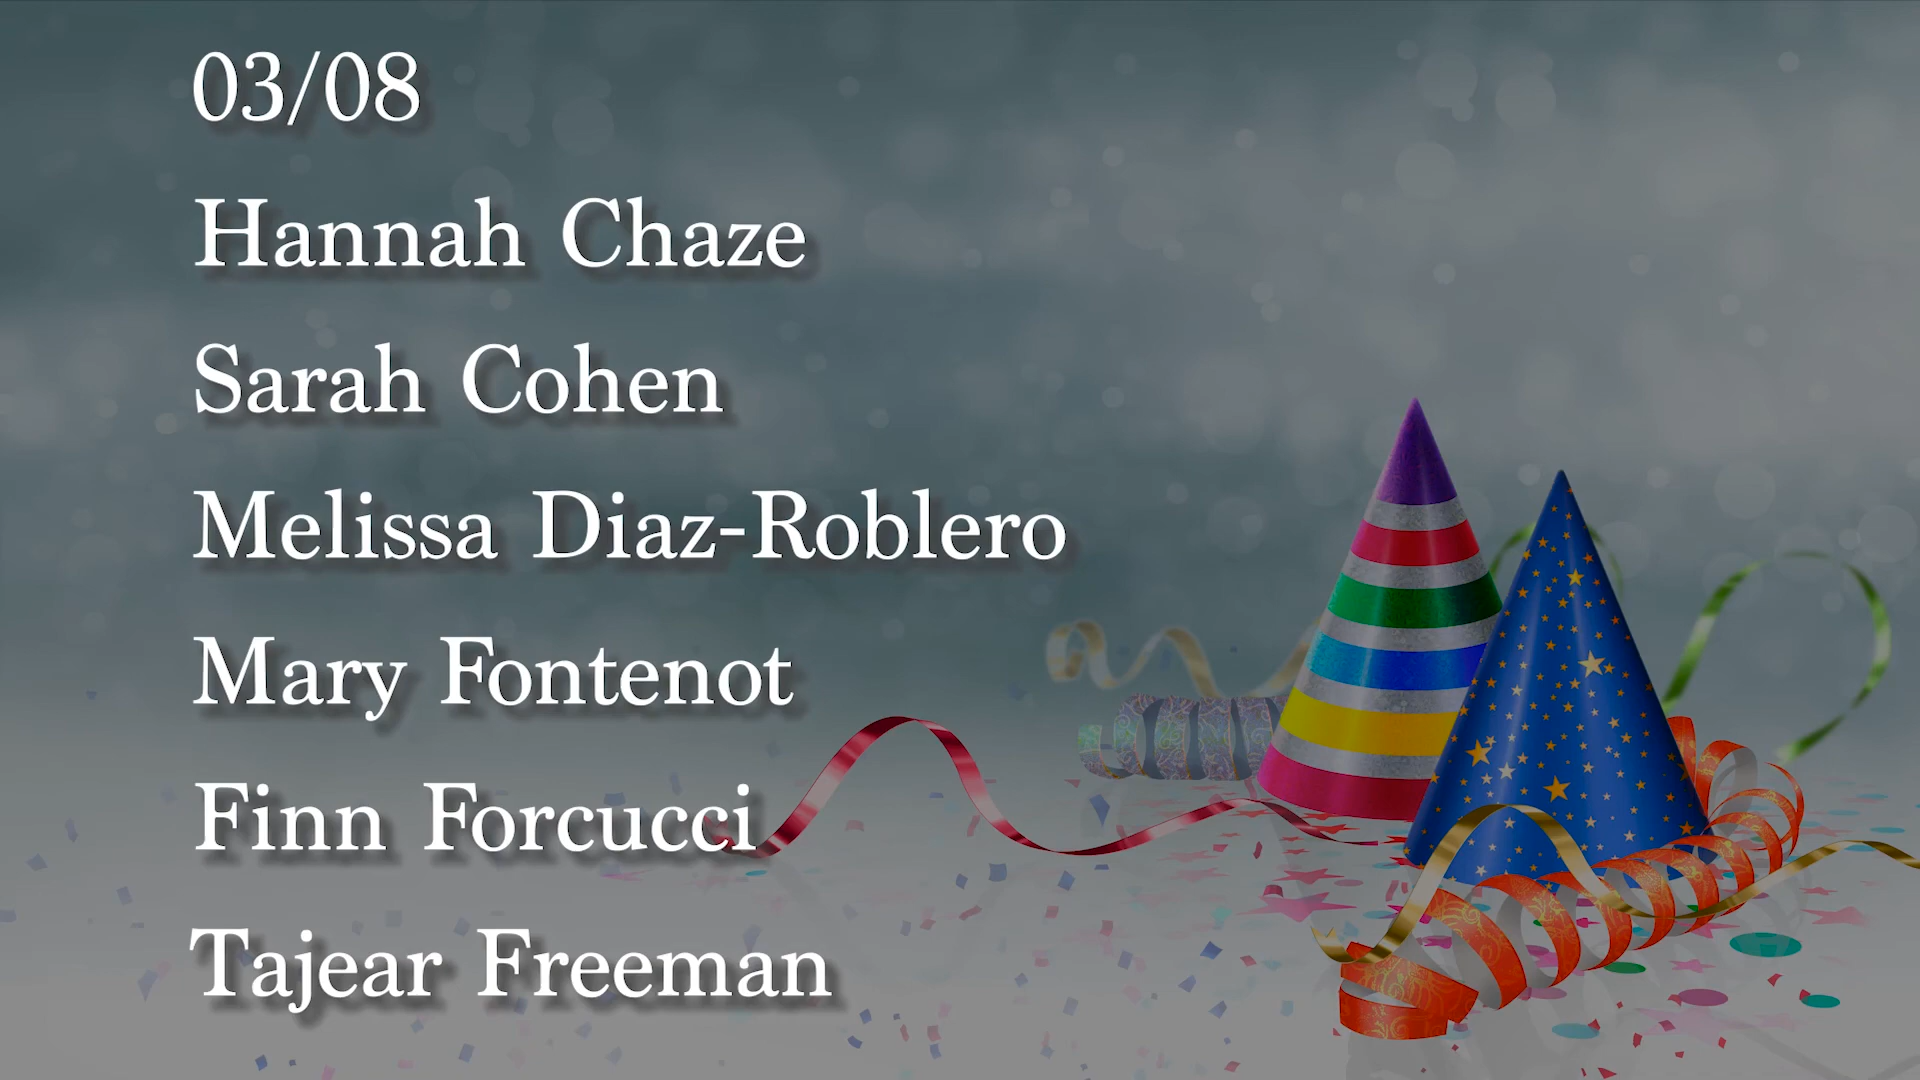 03/08
Hannah Chaze
Sarah Cohen
Melissa Diaz-Roblero
Mary Fontenot
Finn Forcucci
Tajear Freeman